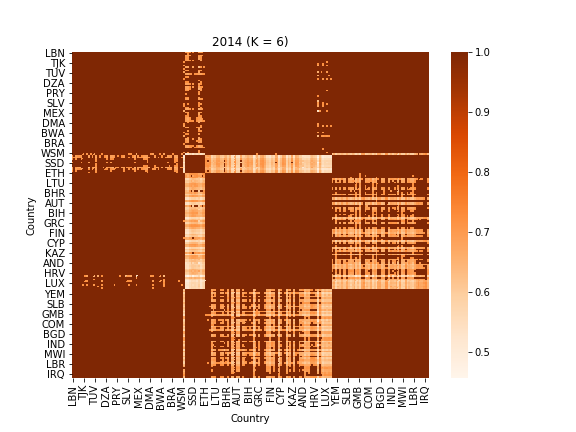 2014 (K = 6)
LBN
TJK
TUV
DZA
PRY
SLV
MEX
DMA
BWA
BRA
WSM
SSD
ETH
LTU
BHR
AUT
BIH
GRC
FIN
CYP
KAZ
AND
HRV
LUX
YEM
SLB
GMB
COM
BGD
IND
MWI
LBR
IRQ
Country
LBN TJK TUV DZA PRY SLV MEX DMA BWA BRA WSM SSD ETH LTU BHR AUT BIH GRC FIN CYP KAZ AND HRV LUX YEM SLB GMB COM BGD IND MWI LBR IRQ
Country
1.0
0.9
0.8
0.7
0.6
0.5